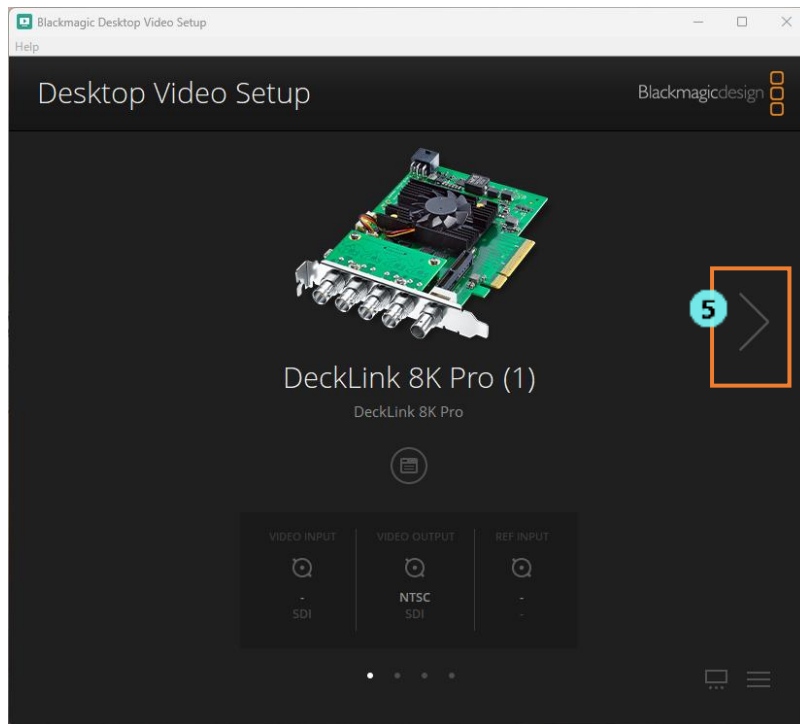 Blackmagic Desktop Video Setup
Help
Desktop Video Setup
Blackmagicdesign
5
DeckLink 8K Pro (1)
DeckLink 8K Pro
VIDEO INPUT VIDEO OUTPUT REF INPUT
- NTSC -
SDI SDI -